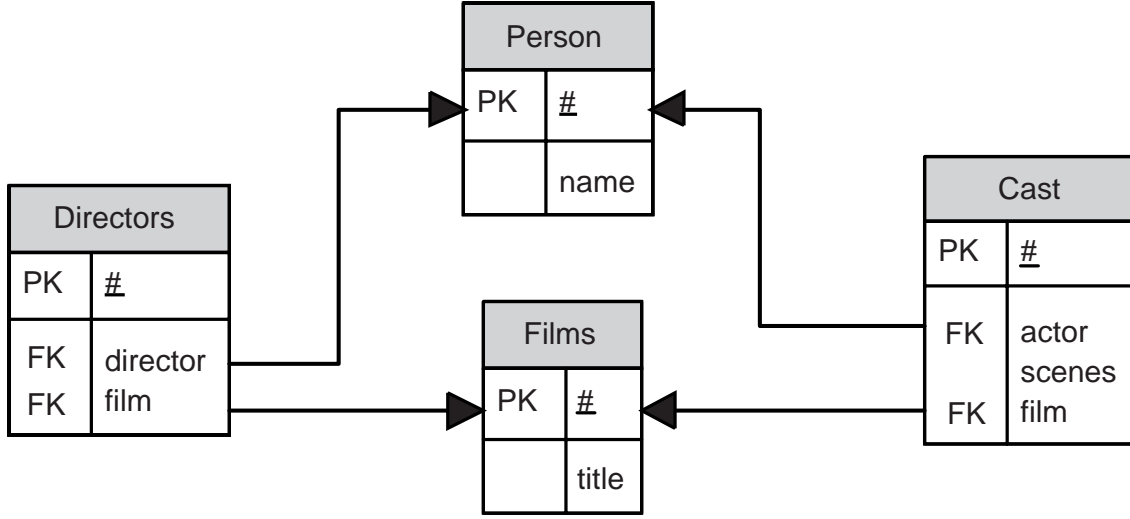 Person
PK #
name
Directors
PK #
FK director
FK film
Films
PK #
title
Cast
PK #
FK actor
scenes
FK film